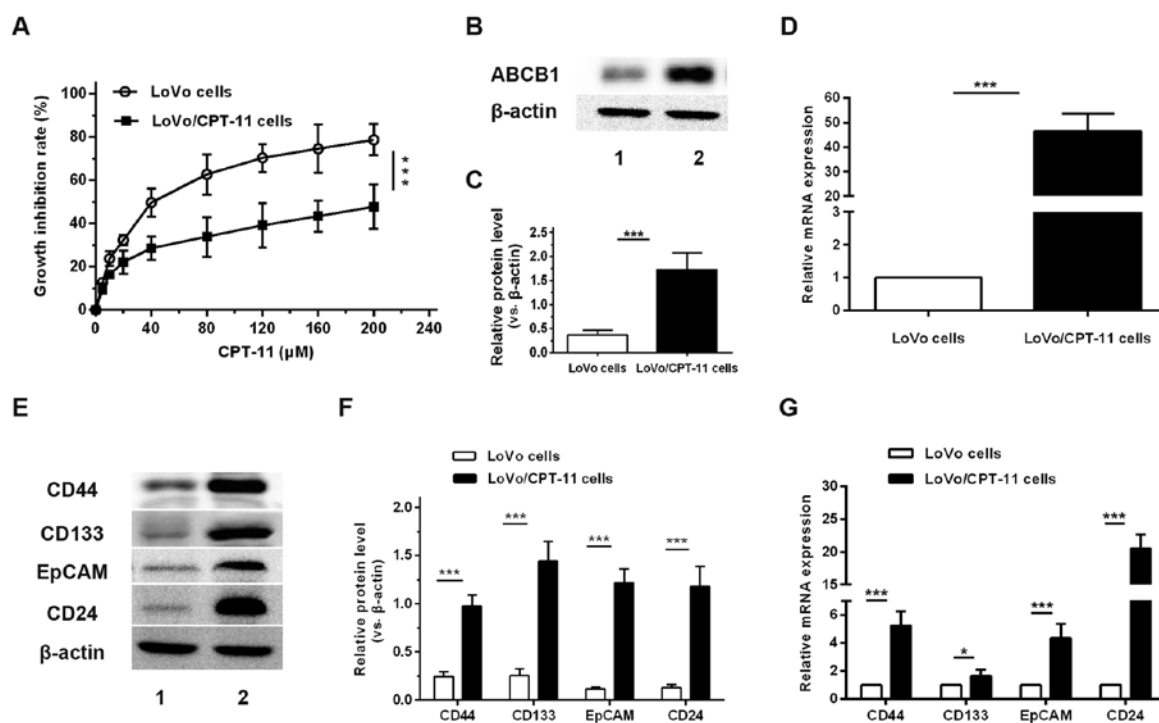 A
Growth inhibition rate (%)
100
80
60
40
20
0
LoVo cells
LoVo/CPT-11 cells
***
0 40 80 120 160 200 240
CPT-11 (μM)
B
ABCB1
β-actin
1 2
C
Relative protein level
(vs. β-actin)
2.5
2.0
1.5
1.0
0.5
0.0
***
LoVo cells LoVo/CPT-11 cells
D
Relative mRNA expression
60
50
40
30
20
10
3
2
1
0
***
LoVo cells LoVo/CPT-11 cells
E
CD44
CD133
EpCAM
CD24
β-actin
1 2
F
LoVo cells
LoVo/CPT-11 cells
Relative protein level
(vs. β-actin)
2.0
1.5
1.0
0.5
0.0
*** *** *** ***
CD44 CD133 EpCAM CD24
G
LoVo cells
LoVo/CPT-11 cells
Relative mRNA expression
30
25
20
15
10
8
6
4
2
0
*** * *** ***
CD44 CD133 EpCAM CD24